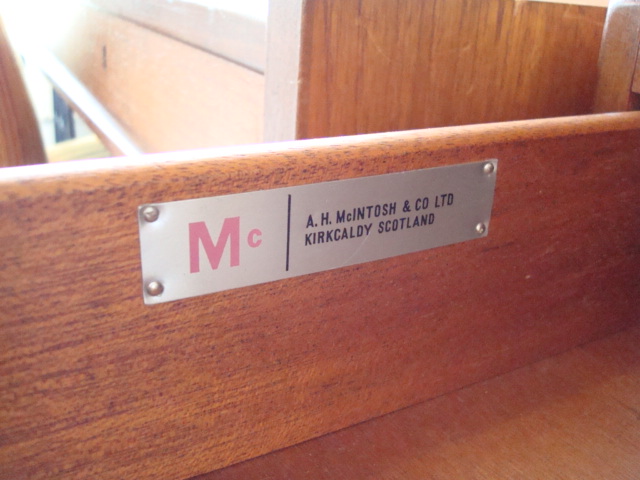 Mc
A.H. McINTOSH & CO LTD
KIRKCALDY SCOTLAND